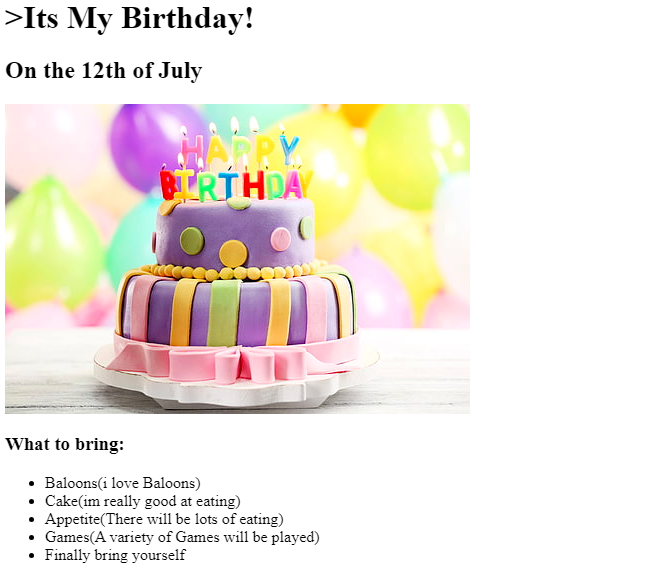 >Its My Birthday!
On the 12th of July
HAPPY
BIRTHDAY
What to bring:
Baloons(i love Baloons)
Cake(im really good at eating)
Appetite(There will be lots of eating)
Games(A variety of Games will be played)
Finally bring yourself